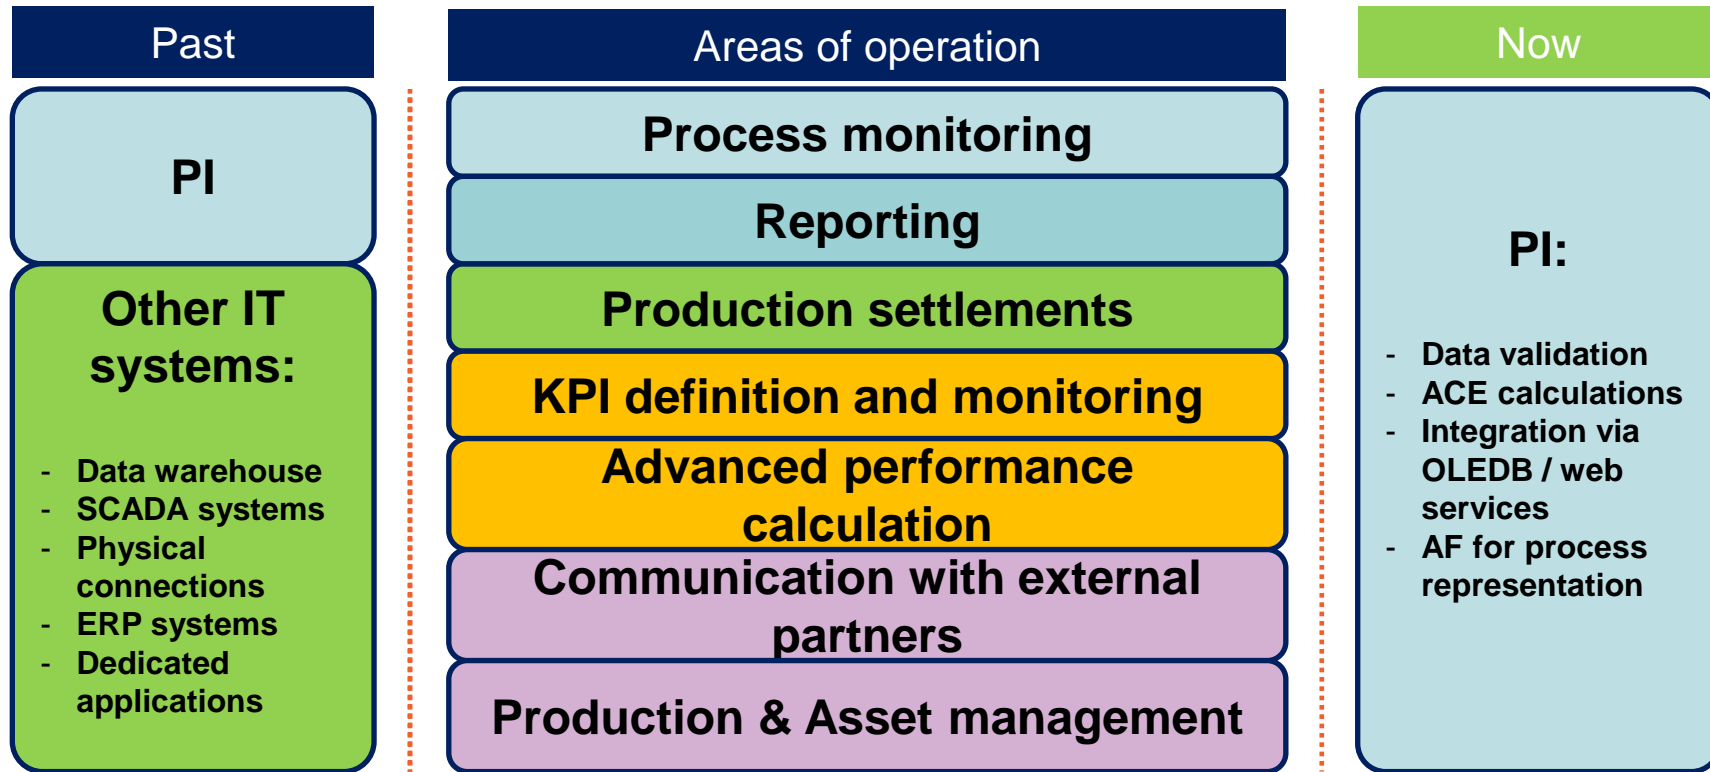 Past
PI
Other IT
systems:
- Data warehouse
- SCADA systems
- Physical
connections
- ERP systems
- Dedicated
applications
Areas of operation
Process monitoring
Reporting
Production settlements
KPI definition and monitoring
Advanced performance
calculation
Communication with external
partners
Production & Asset management
Now
PI:
- Data validation
- ACE calculations
- Integration via
OLEDB / web
services
- AF for process
representation